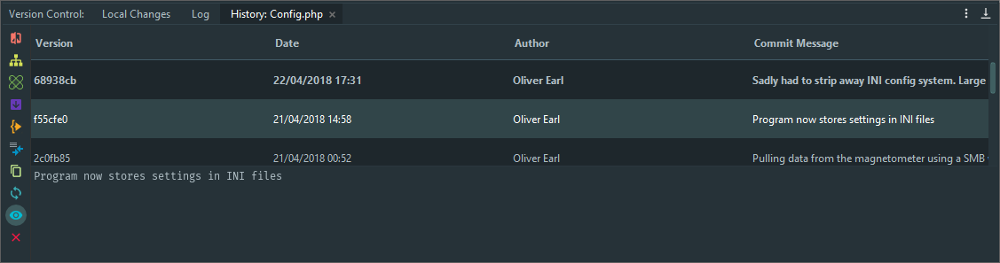 Version Control: Local Changes Log History: Config.php
Version Date Author Commit Message
68938cb 22/04/2018 17:31 Oliver Earl Sadly had to strip away INI config system. Large
f55cfe0 21/04/2018 14:58 Oliver Earl Program now stores settings in INI files
2c0fb85 21/04/2018 00:52 Oliver Earl Pulling data from the magnetometer using a SMB
Program now stores settings in INI files